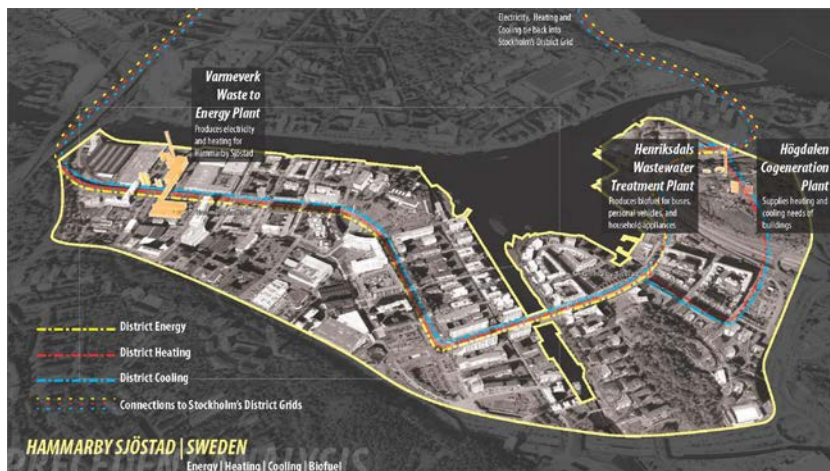 Electricity, Heating and
Cooling tie back into
Stockholm's District Grid
Varmeverk
Waste to
Energy Plant
Produces electricity
and heating for
Hammarby Sjöstad
Henriksdals
Wastewater
Treatment Plant
Produces biofuel for buses,
personal vehicles, and
household appliances
Högdalen
Cogeneration
Plant
Supplies heating and
cooling needs of
buildings
District Energy
District Heating
District Cooling
Connections to Stockholm's District Grids
HAMMARBY SJÖSTAD | SWEDEN
Energy | Heating | Cooling | Biofuel